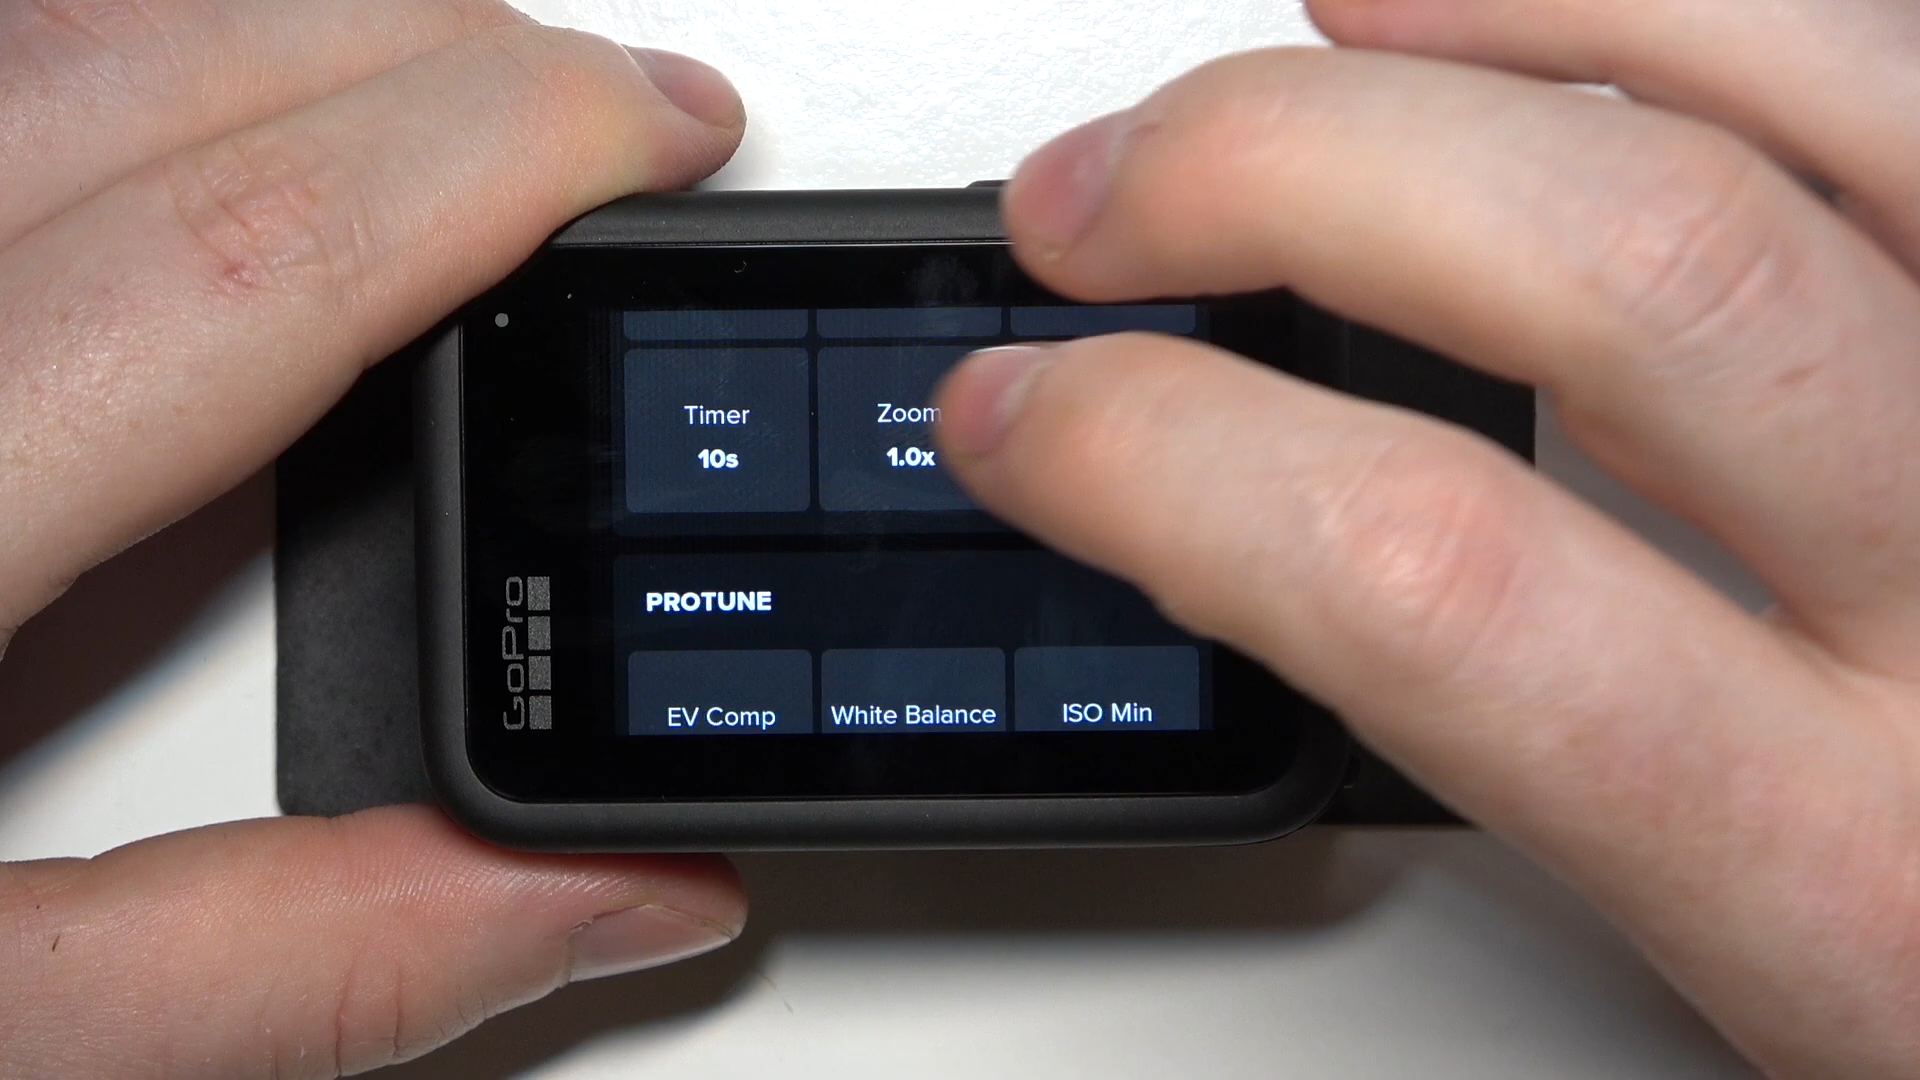 Timer
10s
Zoom
1.0x
PROTUNE
EV Comp
White Balance
ISO Min
GoPro